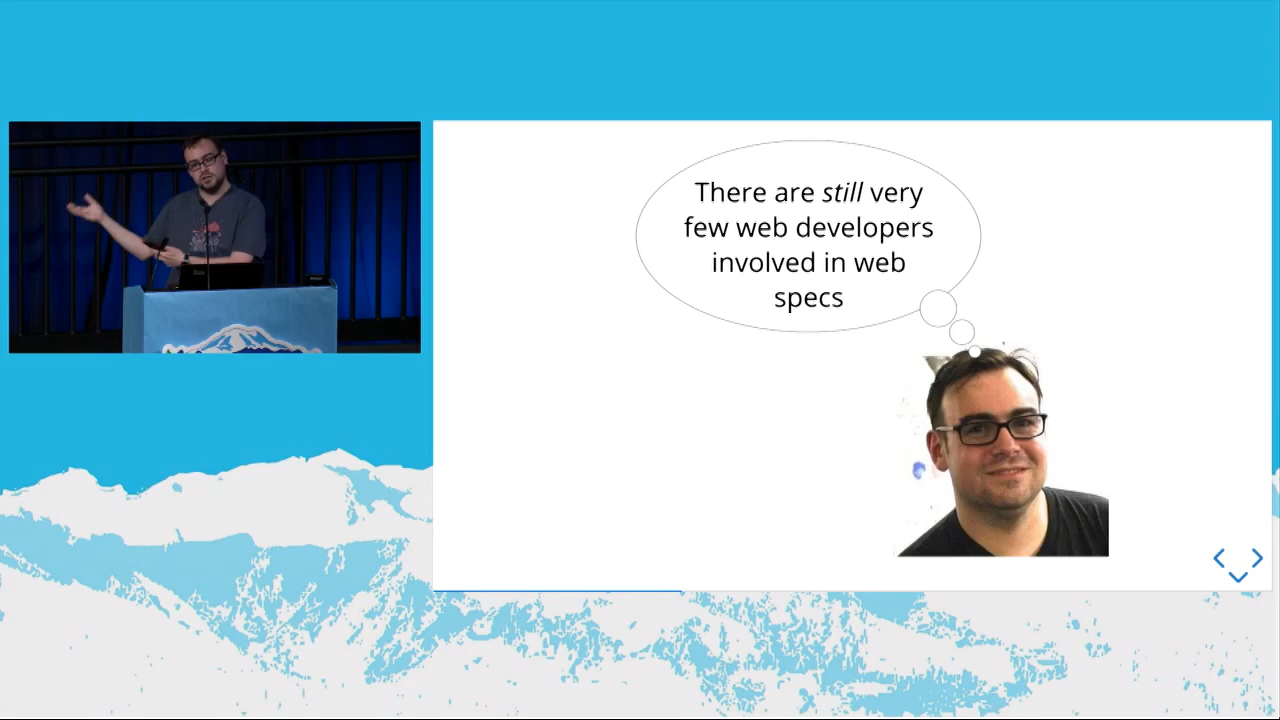 There are still very
few web developers
involved in web
specs